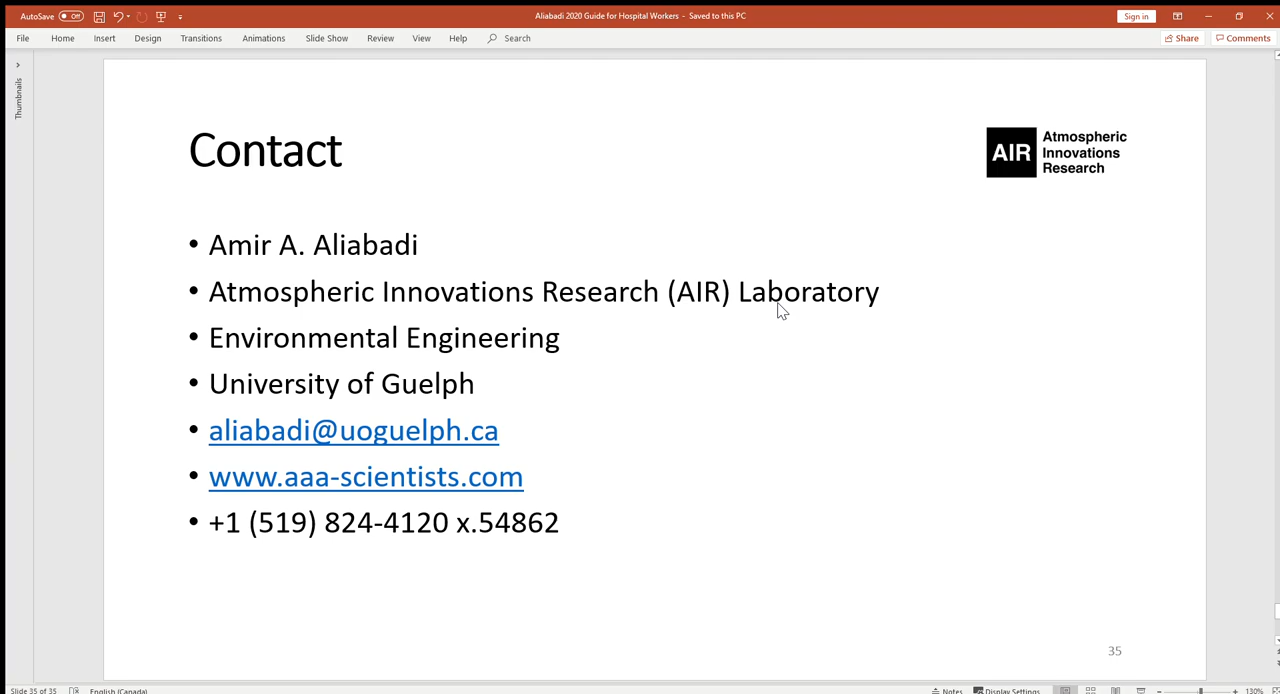 AutoSave Off
Aliabadi 2020 Guide for Hospital Workers - Saved to this PC
Sign in
File Home Insert Design Transitions Animations Slide Show Review View Help Search
Share Comments
Thumbnails
Contact
AIR
Atmospheric
Innovations
Research
• Amir A. Aliabadi
• Atmospheric Innovations Research (AIR) Laboratory
• Environmental Engineering
• University of Guelph
• aliabadi@uoguelph.ca
• www.aaa-scientists.com
• +1 (519) 824-4120 x.54862
35
Slide 35 of 35 English (Canada) Notes Display Settings 130%